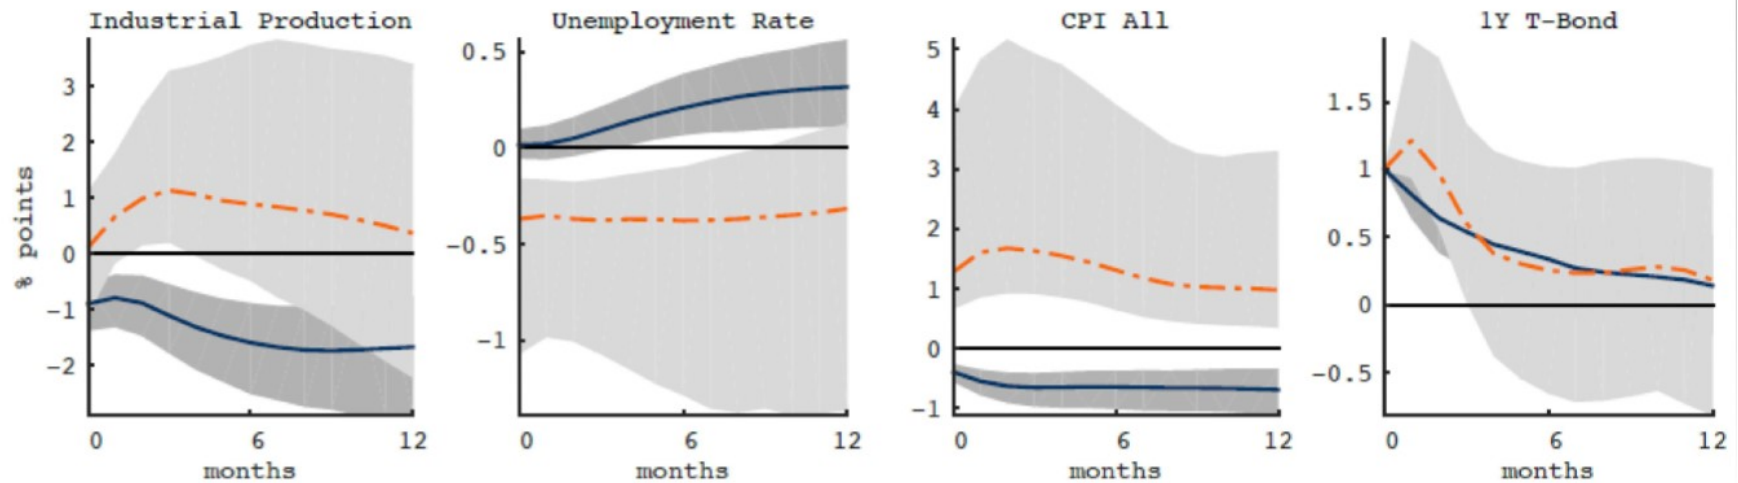 Industrial Production
Unemployment Rate
CPI All
1Y T-Bond
% points
3
2
1
0
-1
-2
0 6 12
months
0.5
0
-0.5
-1
0 6 12
months
5
4
3
2
1
0
-1
0 6 12
months
1.5
1
0.5
0
-0.5
0 6 12
months